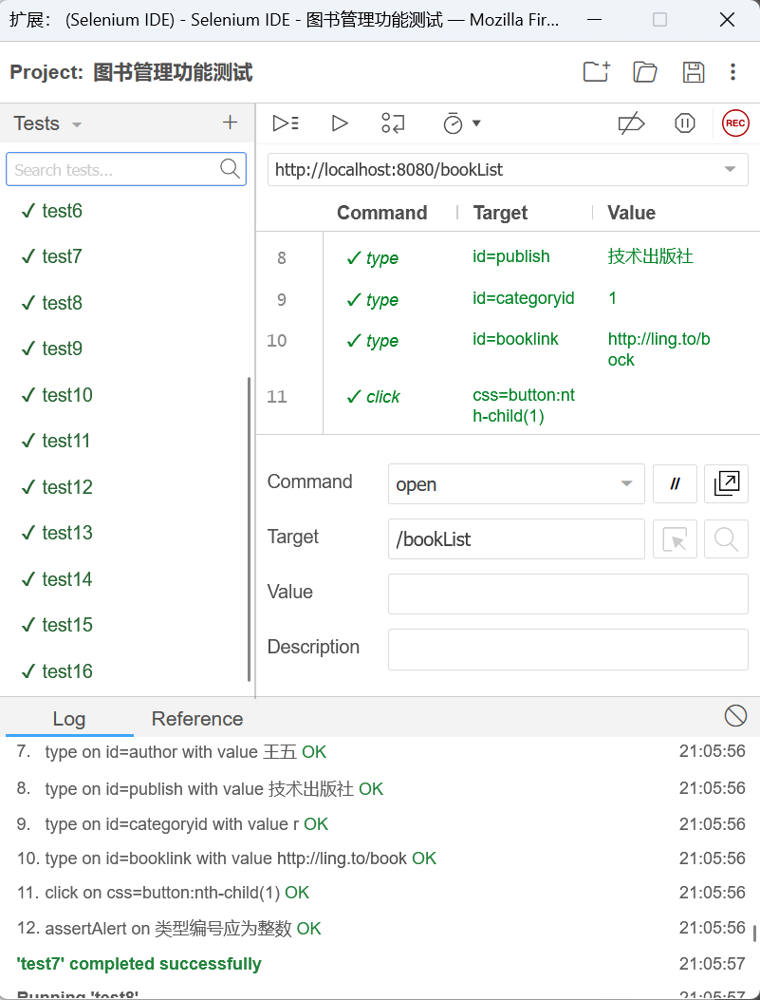 扩展： (Selenium IDE) - Selenium IDE - 图书管理功能测试 — Mozilla Fir...
Project: 图书管理功能测试
Tests
REC
Search tests...
http://localhost:8080/bookList
Command Target Value
test6
test7
test8
test9
test10
test11
test12
test13
test14
test15
test16
8 type id=publish 技术出版社
9 type id=categoryid 1
10 type id=booklink http://ling.to/b
ock
11 click css=button:nt
h-child(1)
Command open //
Target /bookList
Value
Description
Log Reference
7. type on id=author with value 王五 OK 21:05:56
8. type on id=publish with value 技术出版社 OK 21:05:56
9. type on id=categoryid with value r OK 21:05:56
10. type on id=booklink with value http://ling.to/book OK 21:05:56
11. click on css=button:nth-child(1) OK 21:05:56
12. assertAlert on 类型编号应为整数 OK 21:05:56
'test7' completed successfully 21:05:57
Running 'test8' 21:05:57